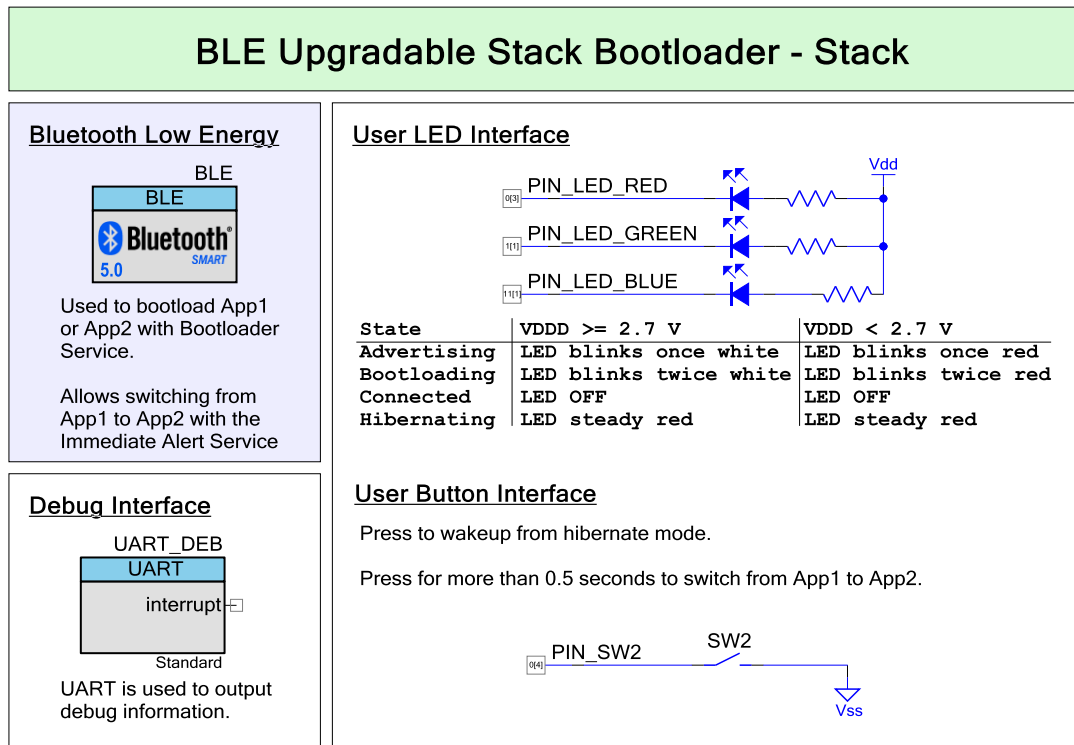 BLE Upgradable Stack Bootloader - Stack
Bluetooth Low Energy
BLE
BLE
Bluetooth®
SMART
5.0
Used to bootload App1
or App2 with Bootloader
Service.
Allows switching from
App1 to App2 with the
Immediate Alert Service
Debug Interface
UART_DEB
UART
interrupt
Standard
UART is used to output
debug information.
User LED Interface
Vdd
0[3] PIN_LED_RED
1[1] PIN_LED_GREEN
11[1] PIN_LED_BLUE
State VDDD >= 2.7 V VDDD < 2.7 V
Advertising LED blinks once white LED blinks once red
Bootloading LED blinks twice white LED blinks twice red
Connected LED OFF LED OFF
Hibernating LED steady red LED steady red
User Button Interface
Press to wakeup from hibernate mode.
Press for more than 0.5 seconds to switch from App1 to App2.
0[4] PIN_SW2 SW2
Vss